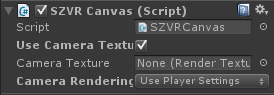 SZVR Canvas (Script)
Script SZVRCanvas
Use Camera Textu
Camera Texture None (Render Textu
Camera Rendering Use Player Settings